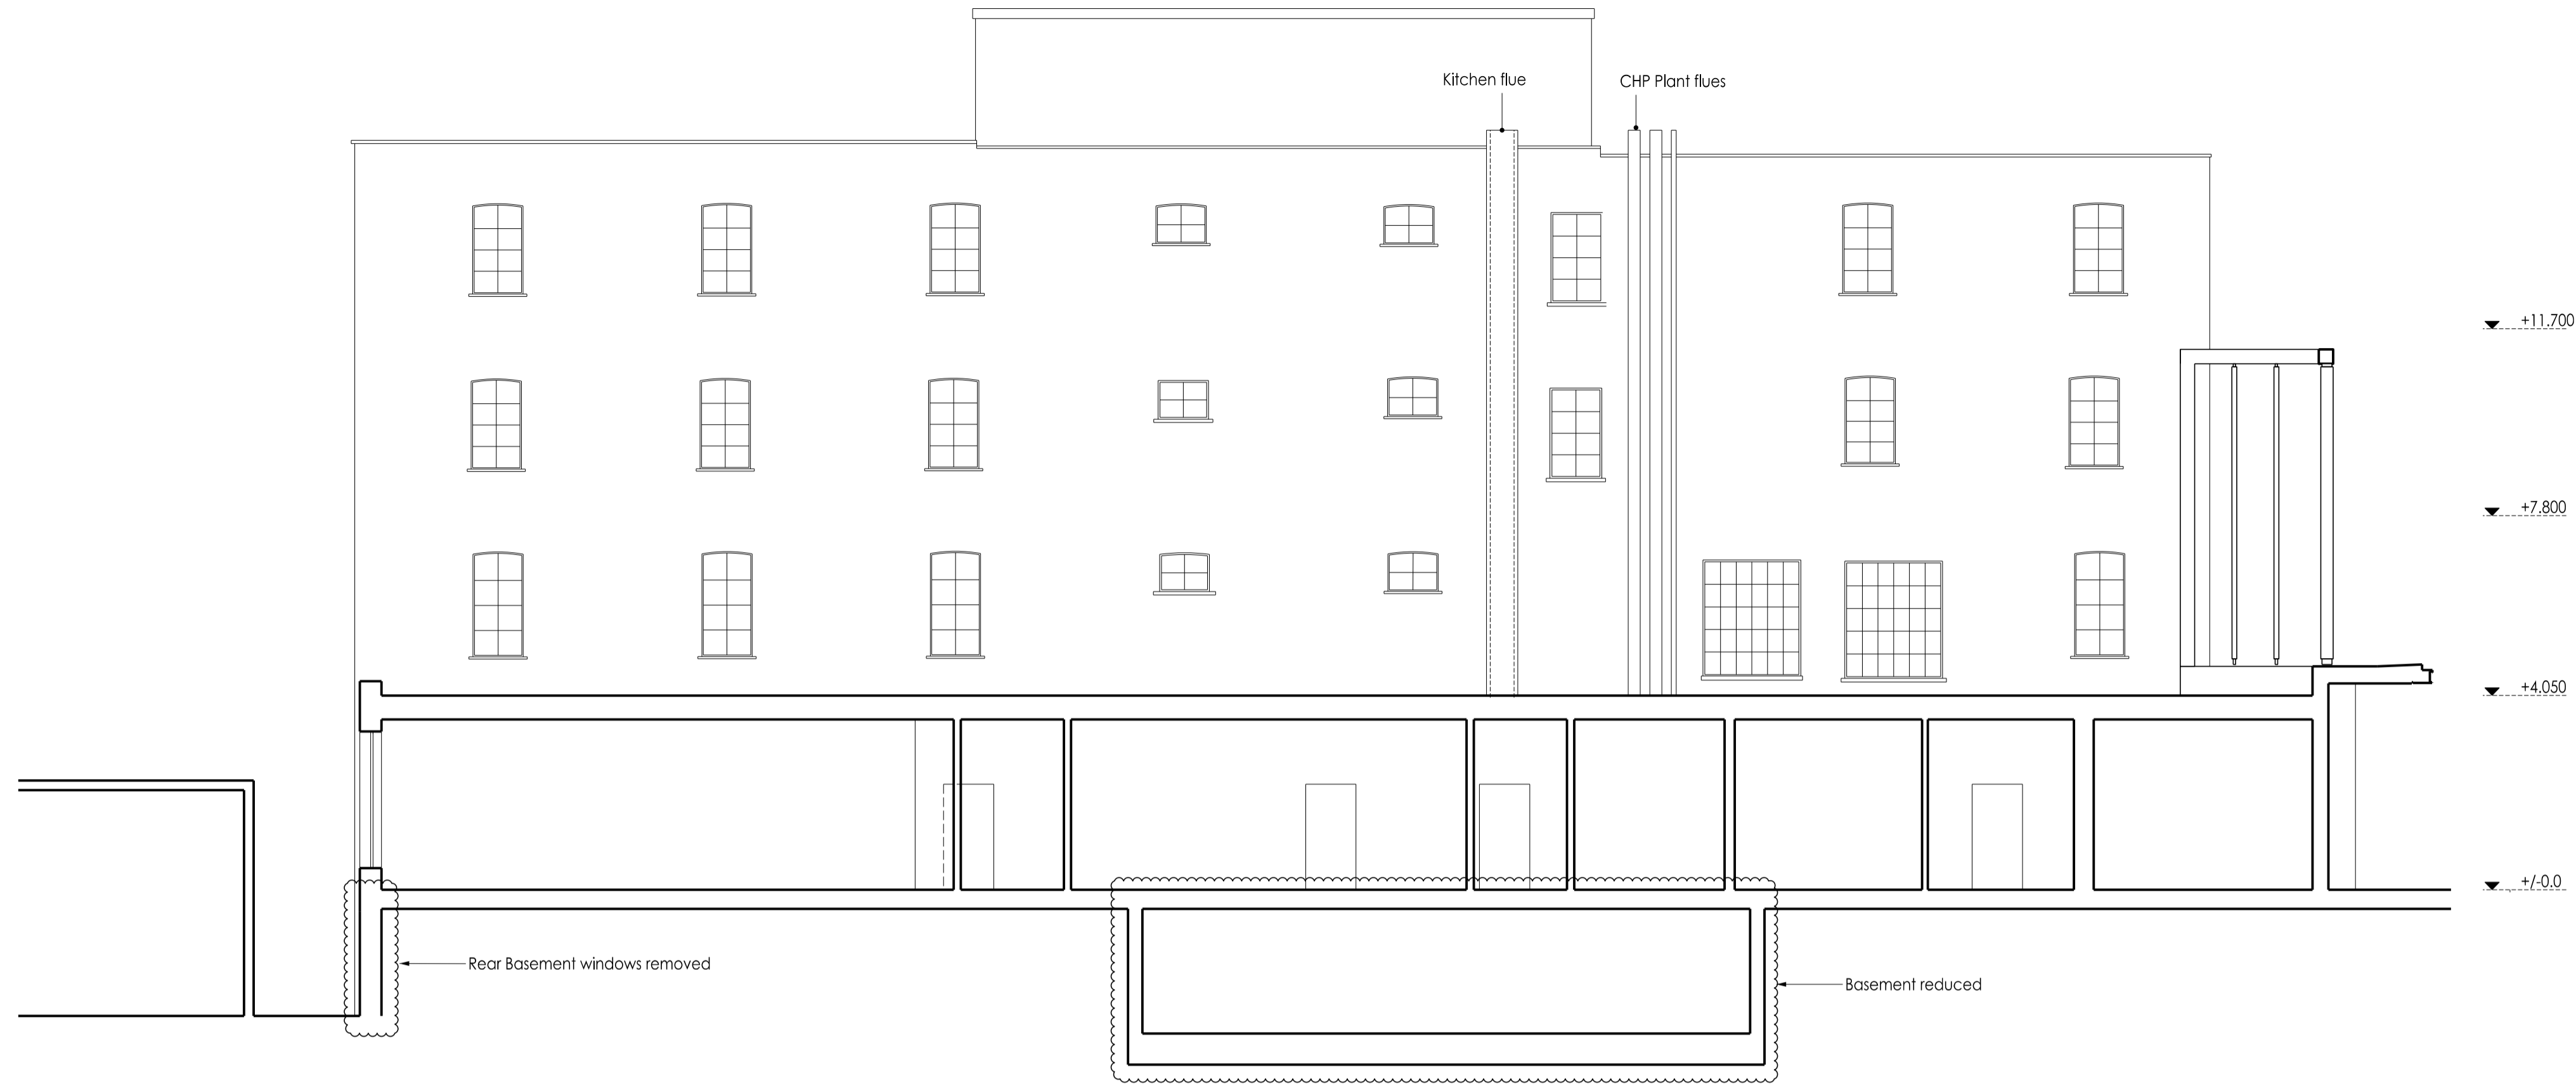 Kitchen flue
CHP Plant flues
+11.700
+7.800
+4.050
+/-0.0
Rear Basement windows removed
Basement reduced